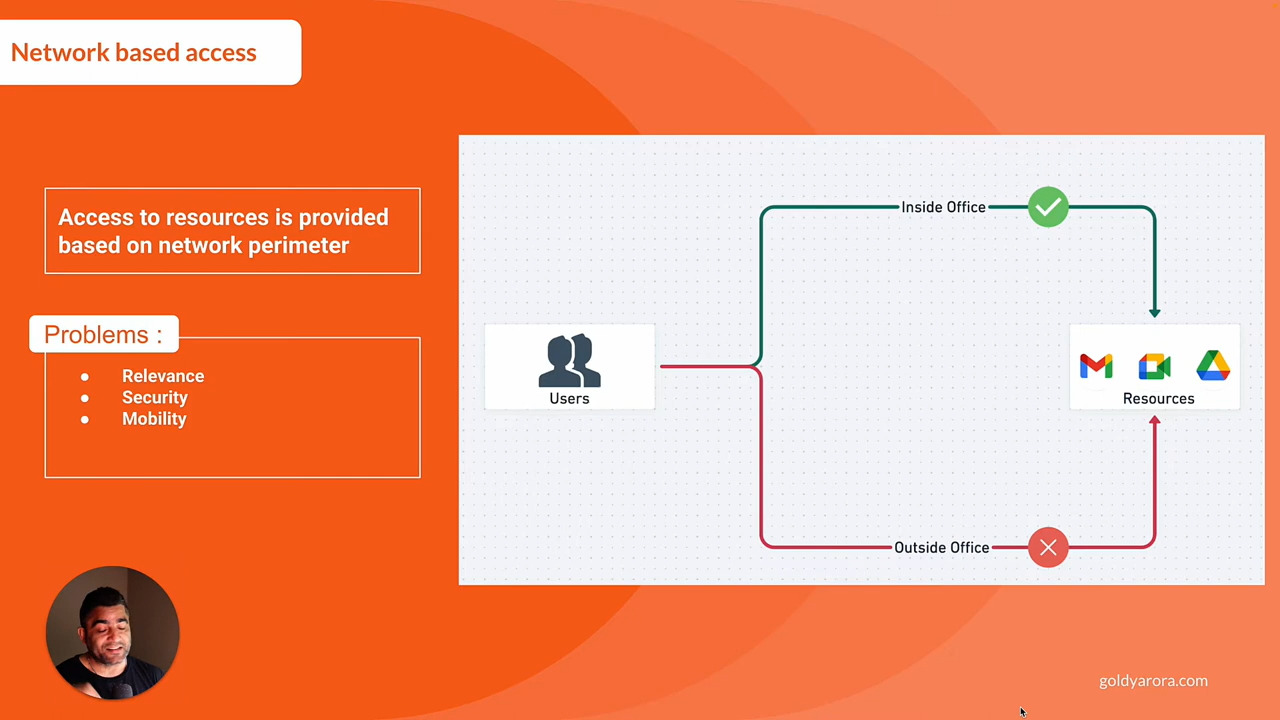 Network based access
Access to resources is provided
based on network perimeter
Problems :
● Relevance
● Security
● Mobility
Inside Office
Users
Resources
Outside Office
goldyarora.com